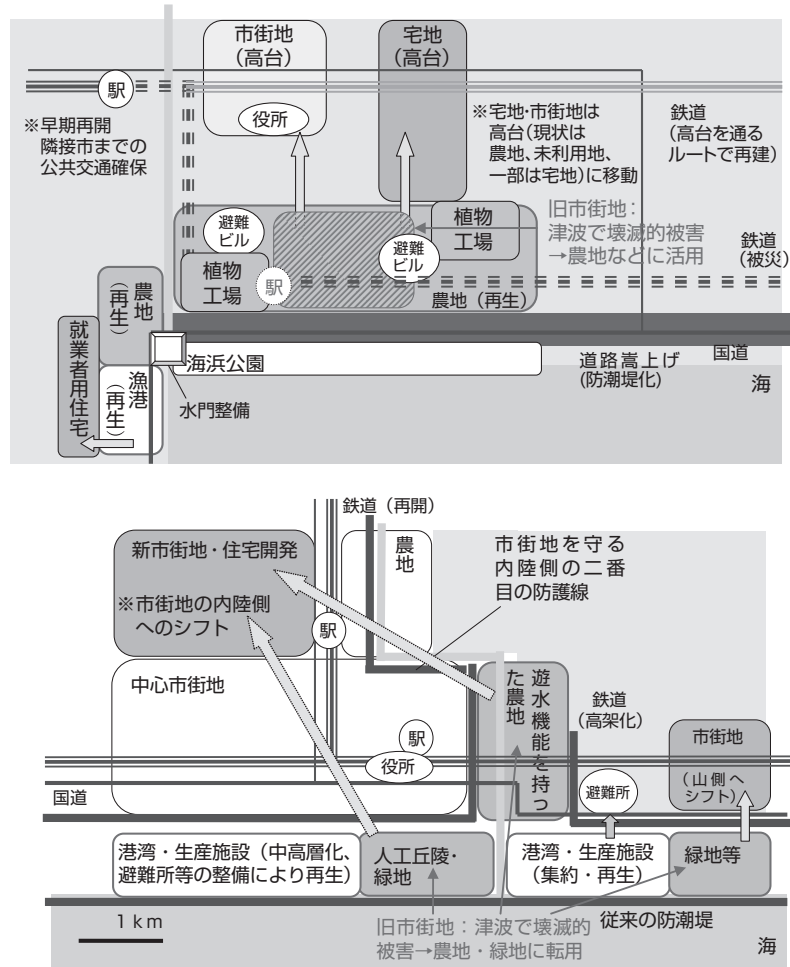 市街地
（高台）
宅地
（高台）
駅
役所
※早期再開
隣接市までの
公共交通確保
※宅地・市街地は
高台（現状は
農地、未利用地、
一部は宅地）に移動
鉄道
（高台を通る
ルートで再建）
避難
ビル
植物
工場
旧市街地：
津波で壊滅的被害
→農地などに活用
避難
ビル
植物
工場
駅
鉄道
（被災）
農地（再生）
農地
（再生）
就業者用住宅
海浜公園
道路嵩上げ
（防潮堤化）
国道
海
漁港
（再生）
水門整備
鉄道（再開）
新市街地・住宅開発
※市街地の内陸側
へのシフト
農地
市街地を守る
内陸側の二番
目の防護線
駅
中心市街地
遊水機能を持つ
た農地
鉄道
（高架化）
駅
役所
市街地
（山側へ
シフト）
国道
避難所
港湾・生産施設（中高層化、
避難所等の整備により再生）
人工丘陵・
緑地
港湾・生産施設
（集約・再生）
緑地等
1 km
旧市街地：津波で壊滅的
被害→農地・緑地に転用
従来の防潮堤
海